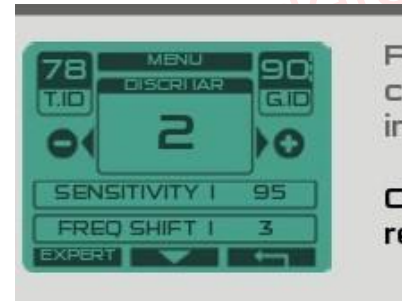 78 MENU 90
DISCRI IAR
T.ID G.ID
2
SENSITIVITY I 95
FREQ SHIFT I 3
EXPERT